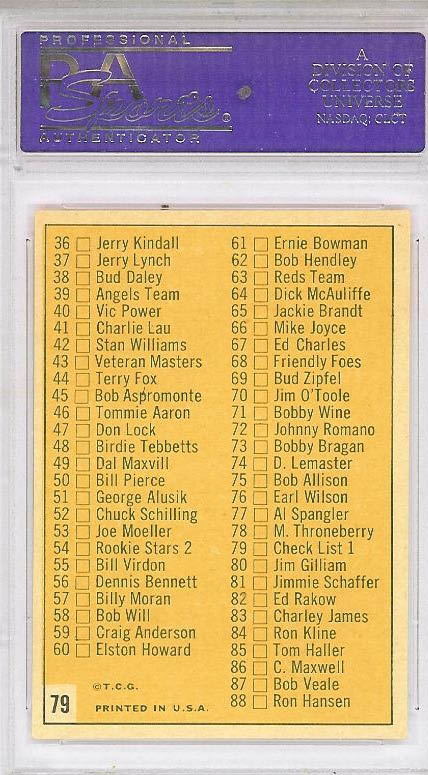 PROFESSIONAL
PSA
Sports®
AUTHENTICATOR
A
DIVISION OF
COLLECTORS
UNIVERSE
NASDAQ: CLCT
36 Jerry Kindall
37 Jerry Lynch
38 Bud Daley
39 Angels Team
40 Vic Power
41 Charlie Lau
42 Stan Williams
43 Veteran Masters
44 Terry Fox
45 Bob Aspromonte
46 Tommie Aaron
47 Don Lock
48 Birdie Tebbetts
49 Dal Maxvill
50 Bill Pierce
51 George Alusik
52 Chuck Schilling
53 Joe Moeller
54 Rookie Stars 2
55 Bill Virdon
56 Dennis Bennett
57 Billy Moran
58 Bob Will
59 Craig Anderson
60 Elston Howard
61 Ernie Bowman
62 Bob Hendley
63 Reds Team
64 Dick McAuliffe
65 Jackie Brandt
66 Mike Joyce
67 Ed Charles
68 Friendly Foes
69 Bud Zipfel
70 Jim O'Toole
71 Bobby Wine
72 Johnny Romano
73 Bobby Bragan
74 D. Lemaster
75 Bob Allison
76 Earl Wilson
77 Al Spangler
78 M. Throneberry
79 Check List 1
80 Jim Gilliam
81 Jimmie Schaffer
82 Ed Rakow
83 Charley James
84 Ron Kline
85 Tom Haller
86 C. Maxwell
87 Bob Veale
88 Ron Hansen
79
©T.C.G.
PRINTED IN U.S.A.